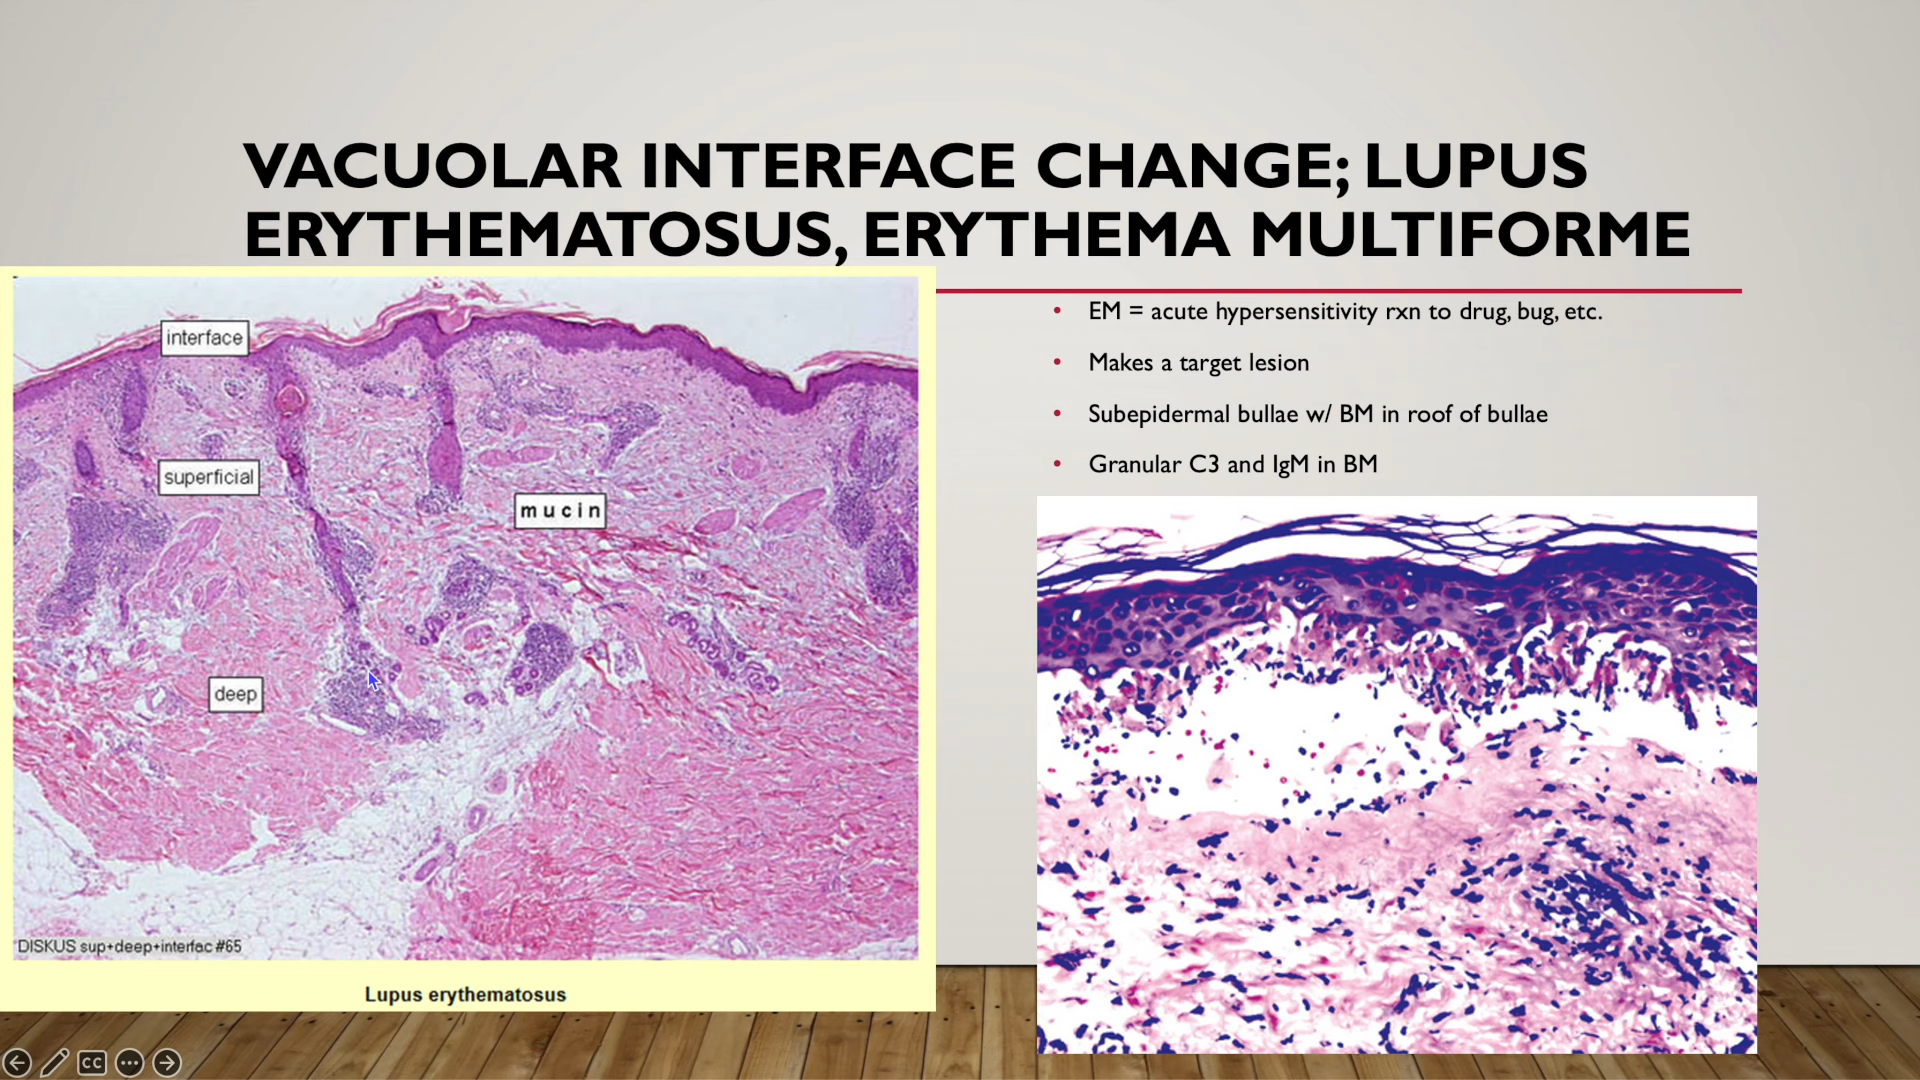 VACUOLAR INTERFACE CHANGE; LUPUS
ERYTHEMATOSUS, ERYTHEMA MULTIFORME
interface
superficial
mucin
deep
DISKUS sup+deep+interfac #65
Lupus erythematosus
• EM = acute hypersensitivity rxn to drug, bug, etc.
• Makes a target lesion
• Subepidermal bullae w/ BM in roof of bullae
• Granular C3 and IgM in BM
CC